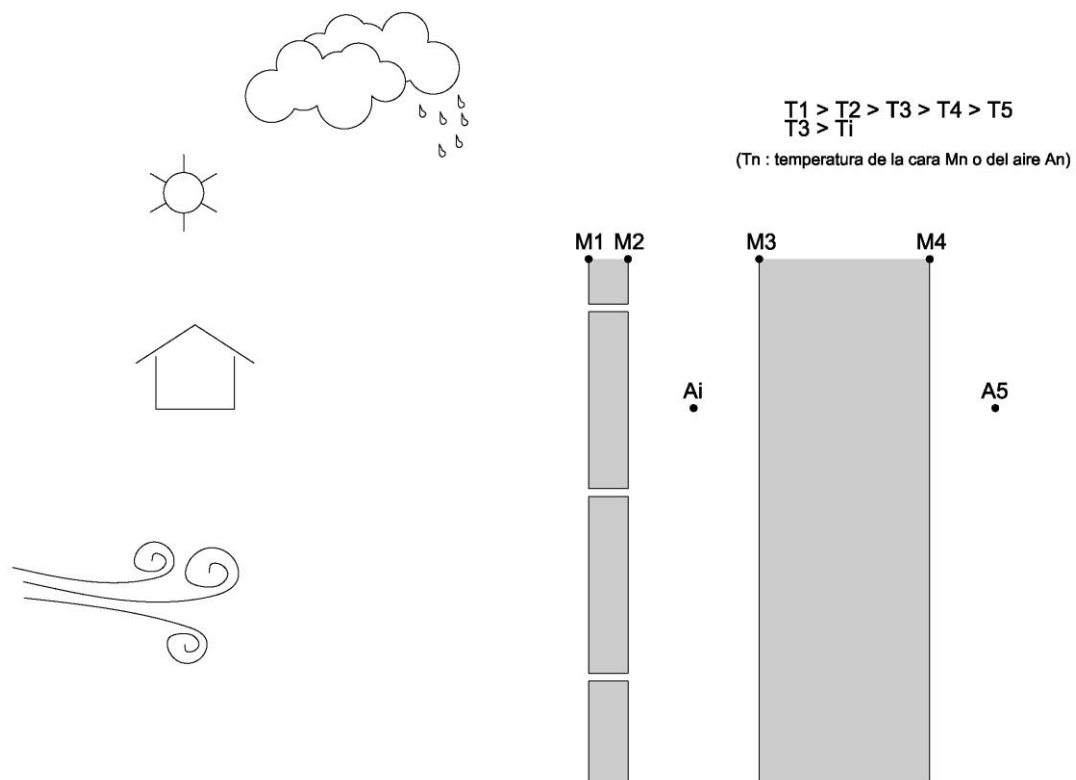 T1 > T2 > T3 > T4 > T5
T3 > Ti
(Tn : temperatura de la cara Mn o del aire An)
M1 M2 M3 M4
Ai A5